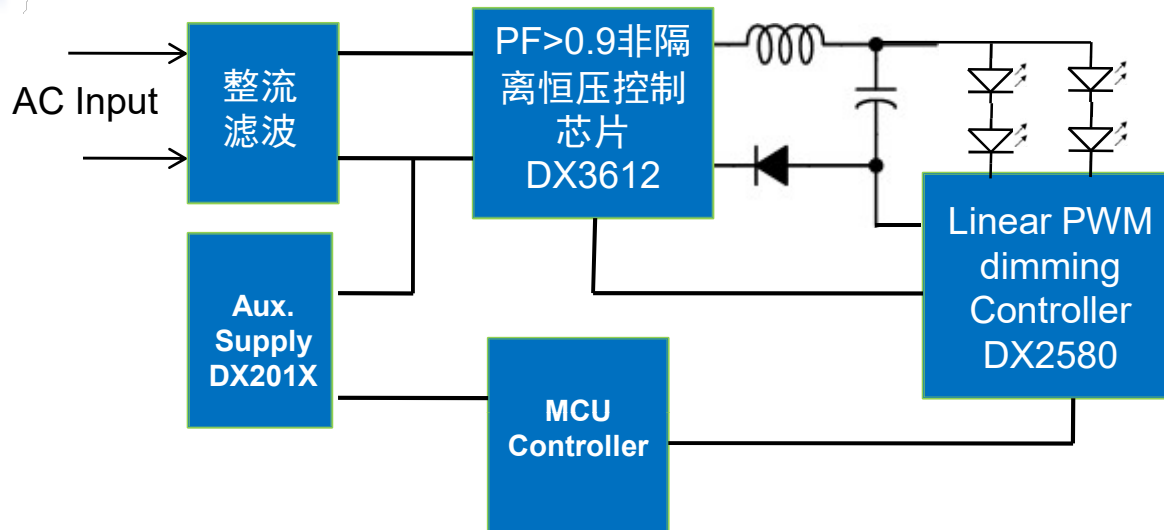 AC Input
整流
滤波
PF>0.9非隔
离恒压控制
芯片
DX3612
Linear PWM
dimming
Controller
DX2580
Aux.
Supply
DX201X
MCU
Controller